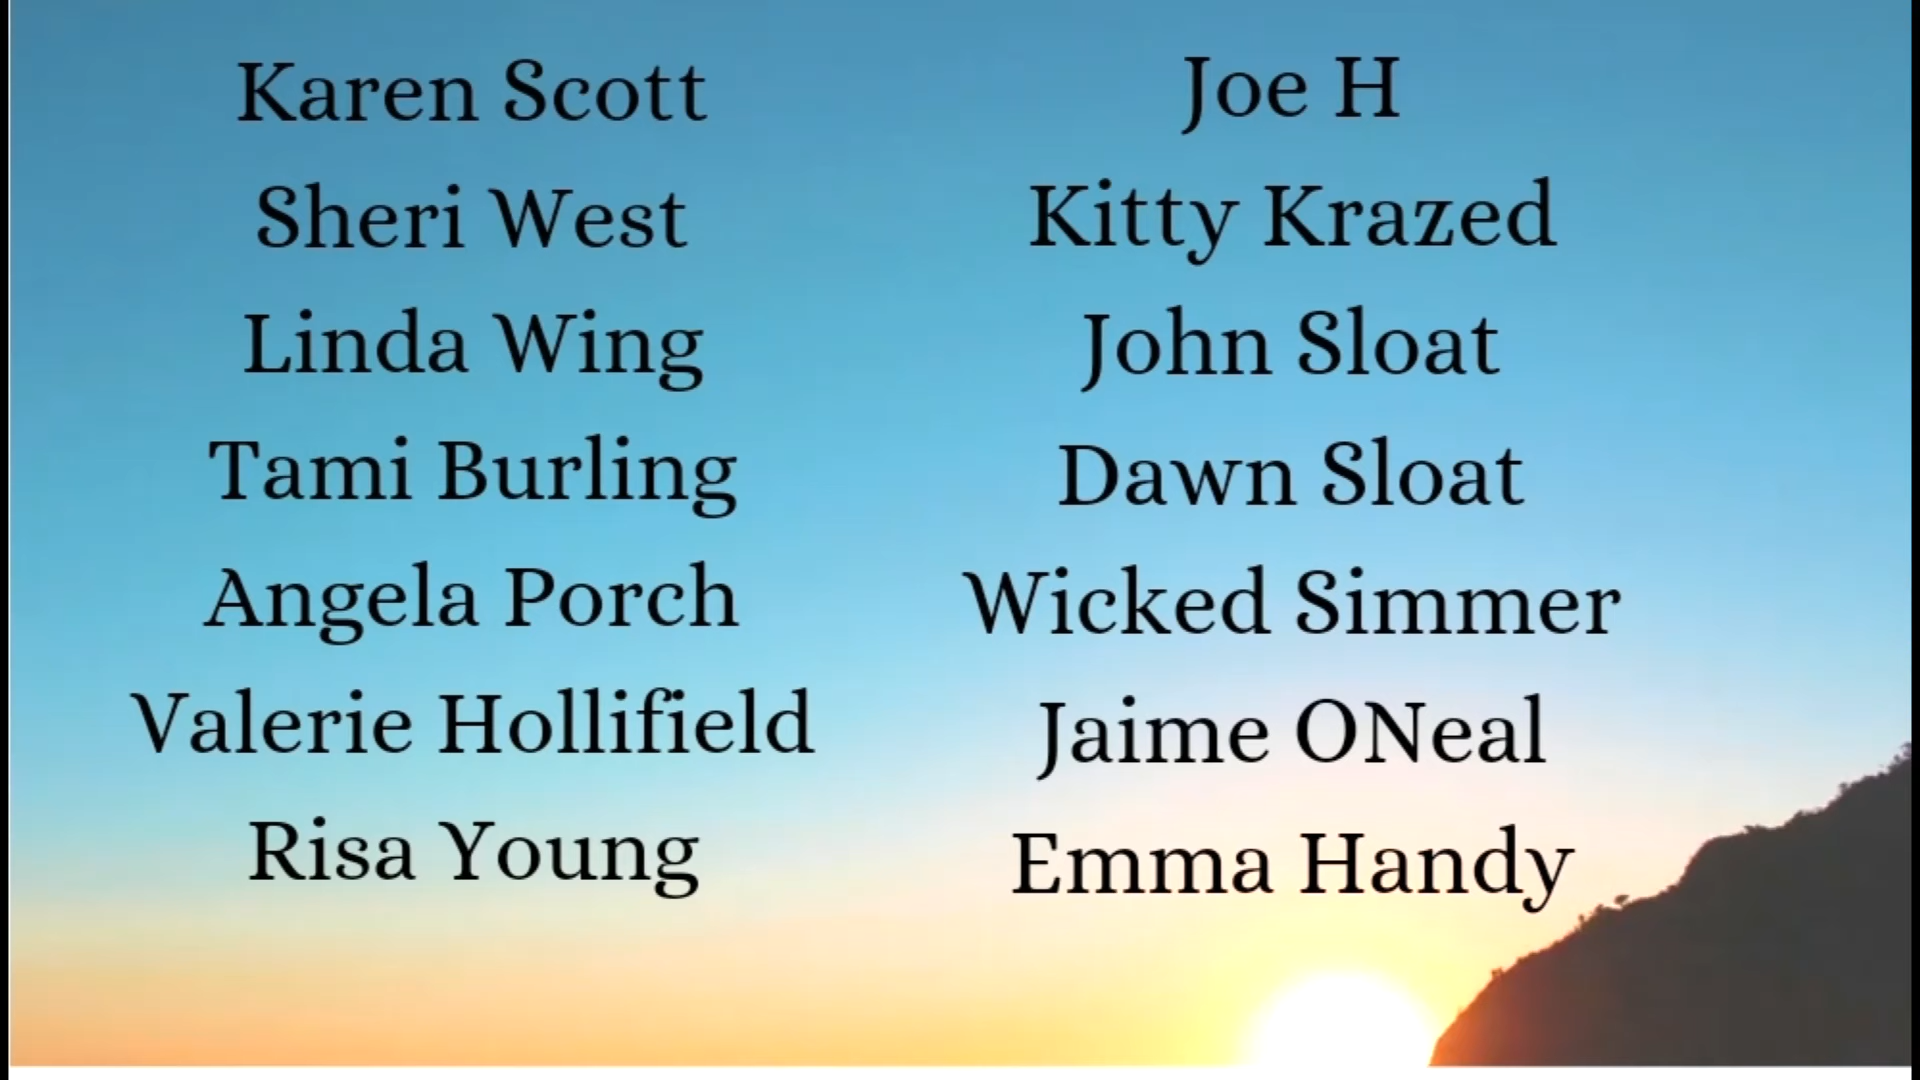 Karen Scott
Sheri West
Linda Wing
Tami Burling
Angela Porch
Valerie Hollifield
Risa Young
Joe H
Kitty Krazed
John Sloat
Dawn Sloat
Wicked Simmer
Jaime ONeal
Emma Handy